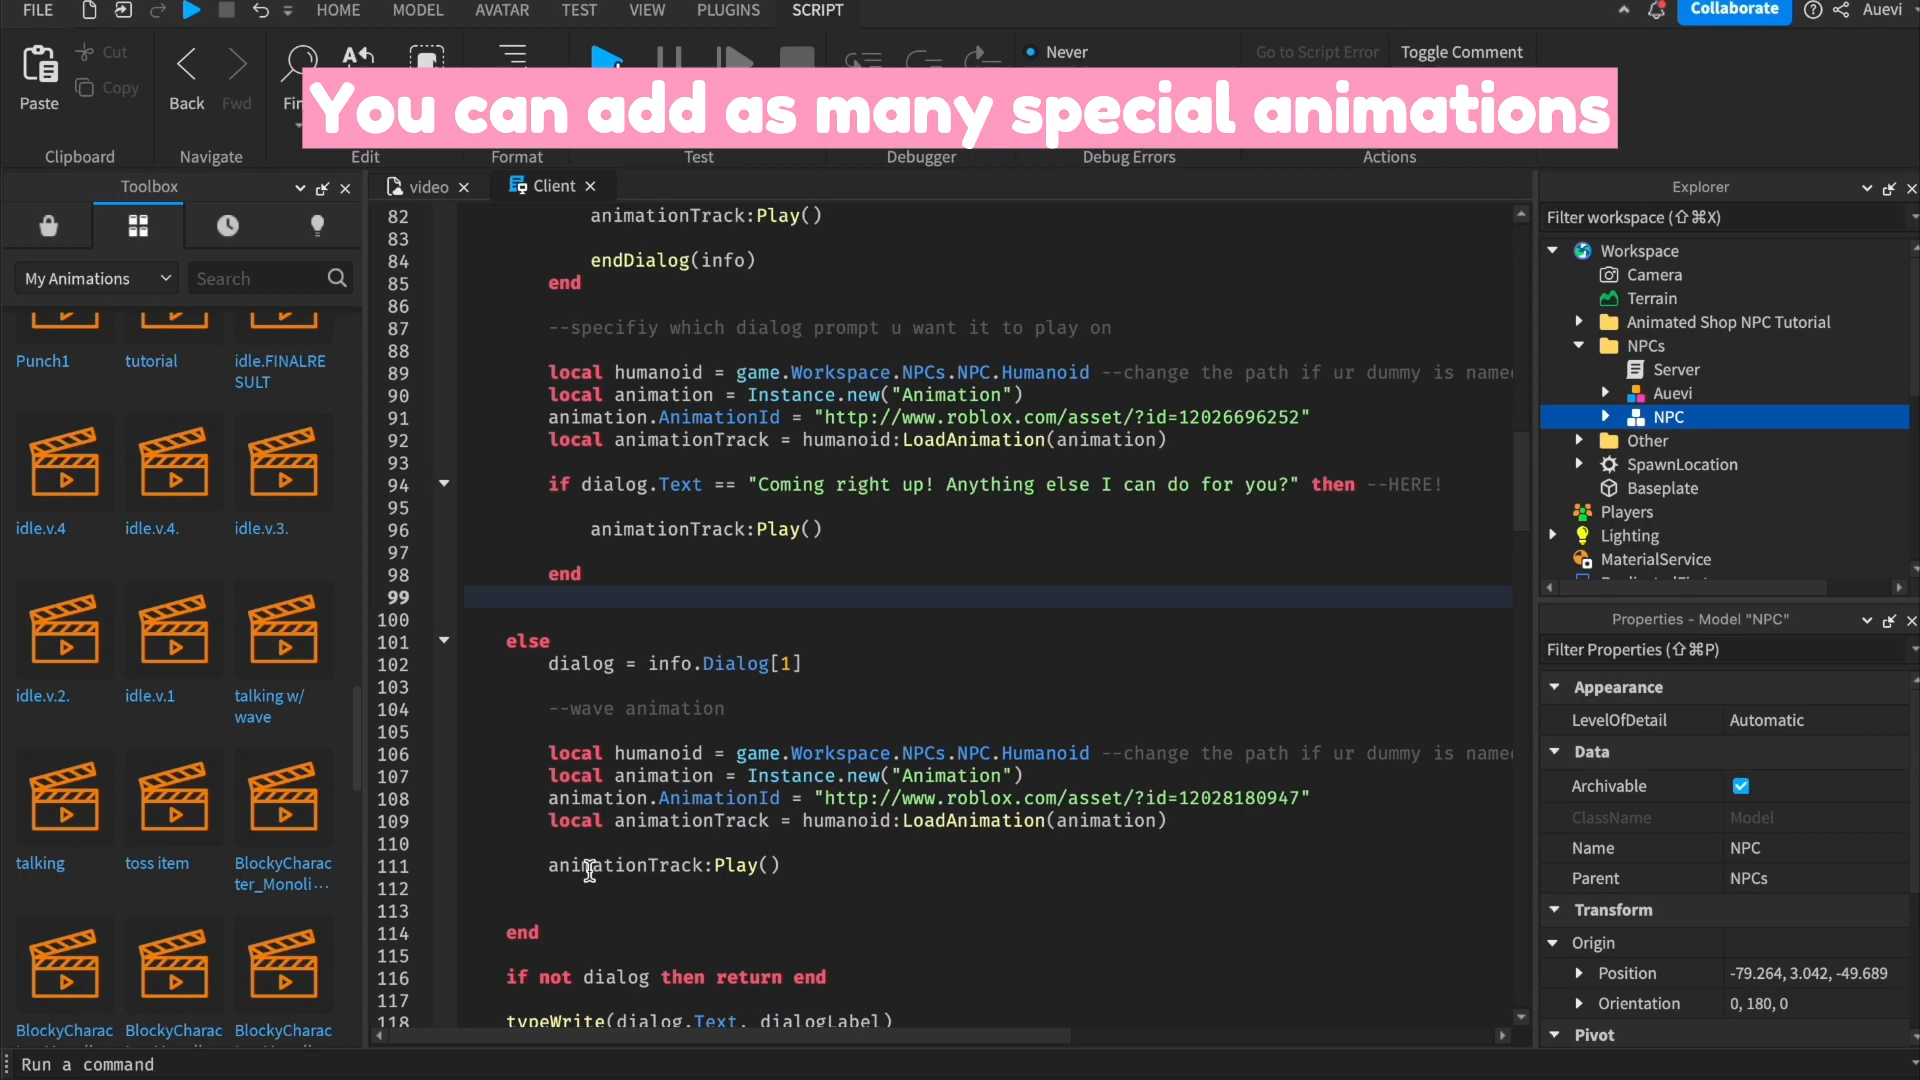 FILE HOME MODEL AVATAR TEST VIEW PLUGINS SCRIPT Collaborate Auevi
Paste Cut Copy Back Fwd Never Go to Script Error Toggle Comment
You can add as many special animations
Clipboard Navigate Edit Format Test Debugger Debug Errors Actions
Toolbox
My Animations Search
Punch1 tutorial idle.FINALRE
SULT
idle.v.4 idle.v.4. idle.v.3.
idle.v.2. idle.v.1 talking w/
wave
talking toss item BlockyCharac
ter_Monoli...
BlockyCharac BlockyCharac BlockyCharac
video Client
82 animationTrack:Play()
83
84 endDialog(info)
85 end
86
87 --specifiy which dialog prompt u want it to play on
88
89 local humanoid = game.Workspace.NPCs.NPC.Humanoid --change the path if ur dummy is name
90 local animation = Instance.new("Animation")
91 animation.AnimationId = "http://www.roblox.com/asset/?id=12026696252"
92 local animationTrack = humanoid:LoadAnimation(animation)
93
94 if dialog.Text == "Coming right up! Anything else I can do for you?" then --HERE!
95
96 animationTrack:Play()
97
98 end
99
100
101 else
102 dialog = info.Dialog[1]
103
104 --wave animation
105
106 local humanoid = game.Workspace.NPCs.NPC.Humanoid --change the path if ur dummy is name
107 local animation = Instance.new("Animation")
108 animation.AnimationId = "http://www.roblox.com/asset/?id=12028180947"
109 local animationTrack = humanoid:LoadAnimation(animation)
110
111 animationTrack:Play()
112
113
114 end
115
116 if not dialog then return end
117
118 typeWrite(dialog.Text, dialogLabel)
Explorer
Filter workspace (⇧⌘X)
Workspace
Camera
Terrain
Animated Shop NPC Tutorial
NPCs
Server
Auevi
NPC
Other
SpawnLocation
Baseplate
Players
Lighting
MaterialService
Properties - Model "NPC"
Filter Properties (⇧⌘P)
Appearance
LevelOfDetail Automatic
Data
Archivable
ClassName Model
Name NPC
Parent NPCs
Transform
Origin
Position -79.264, 3.042, -49.689
Orientation 0, 180, 0
Pivot
Run a command